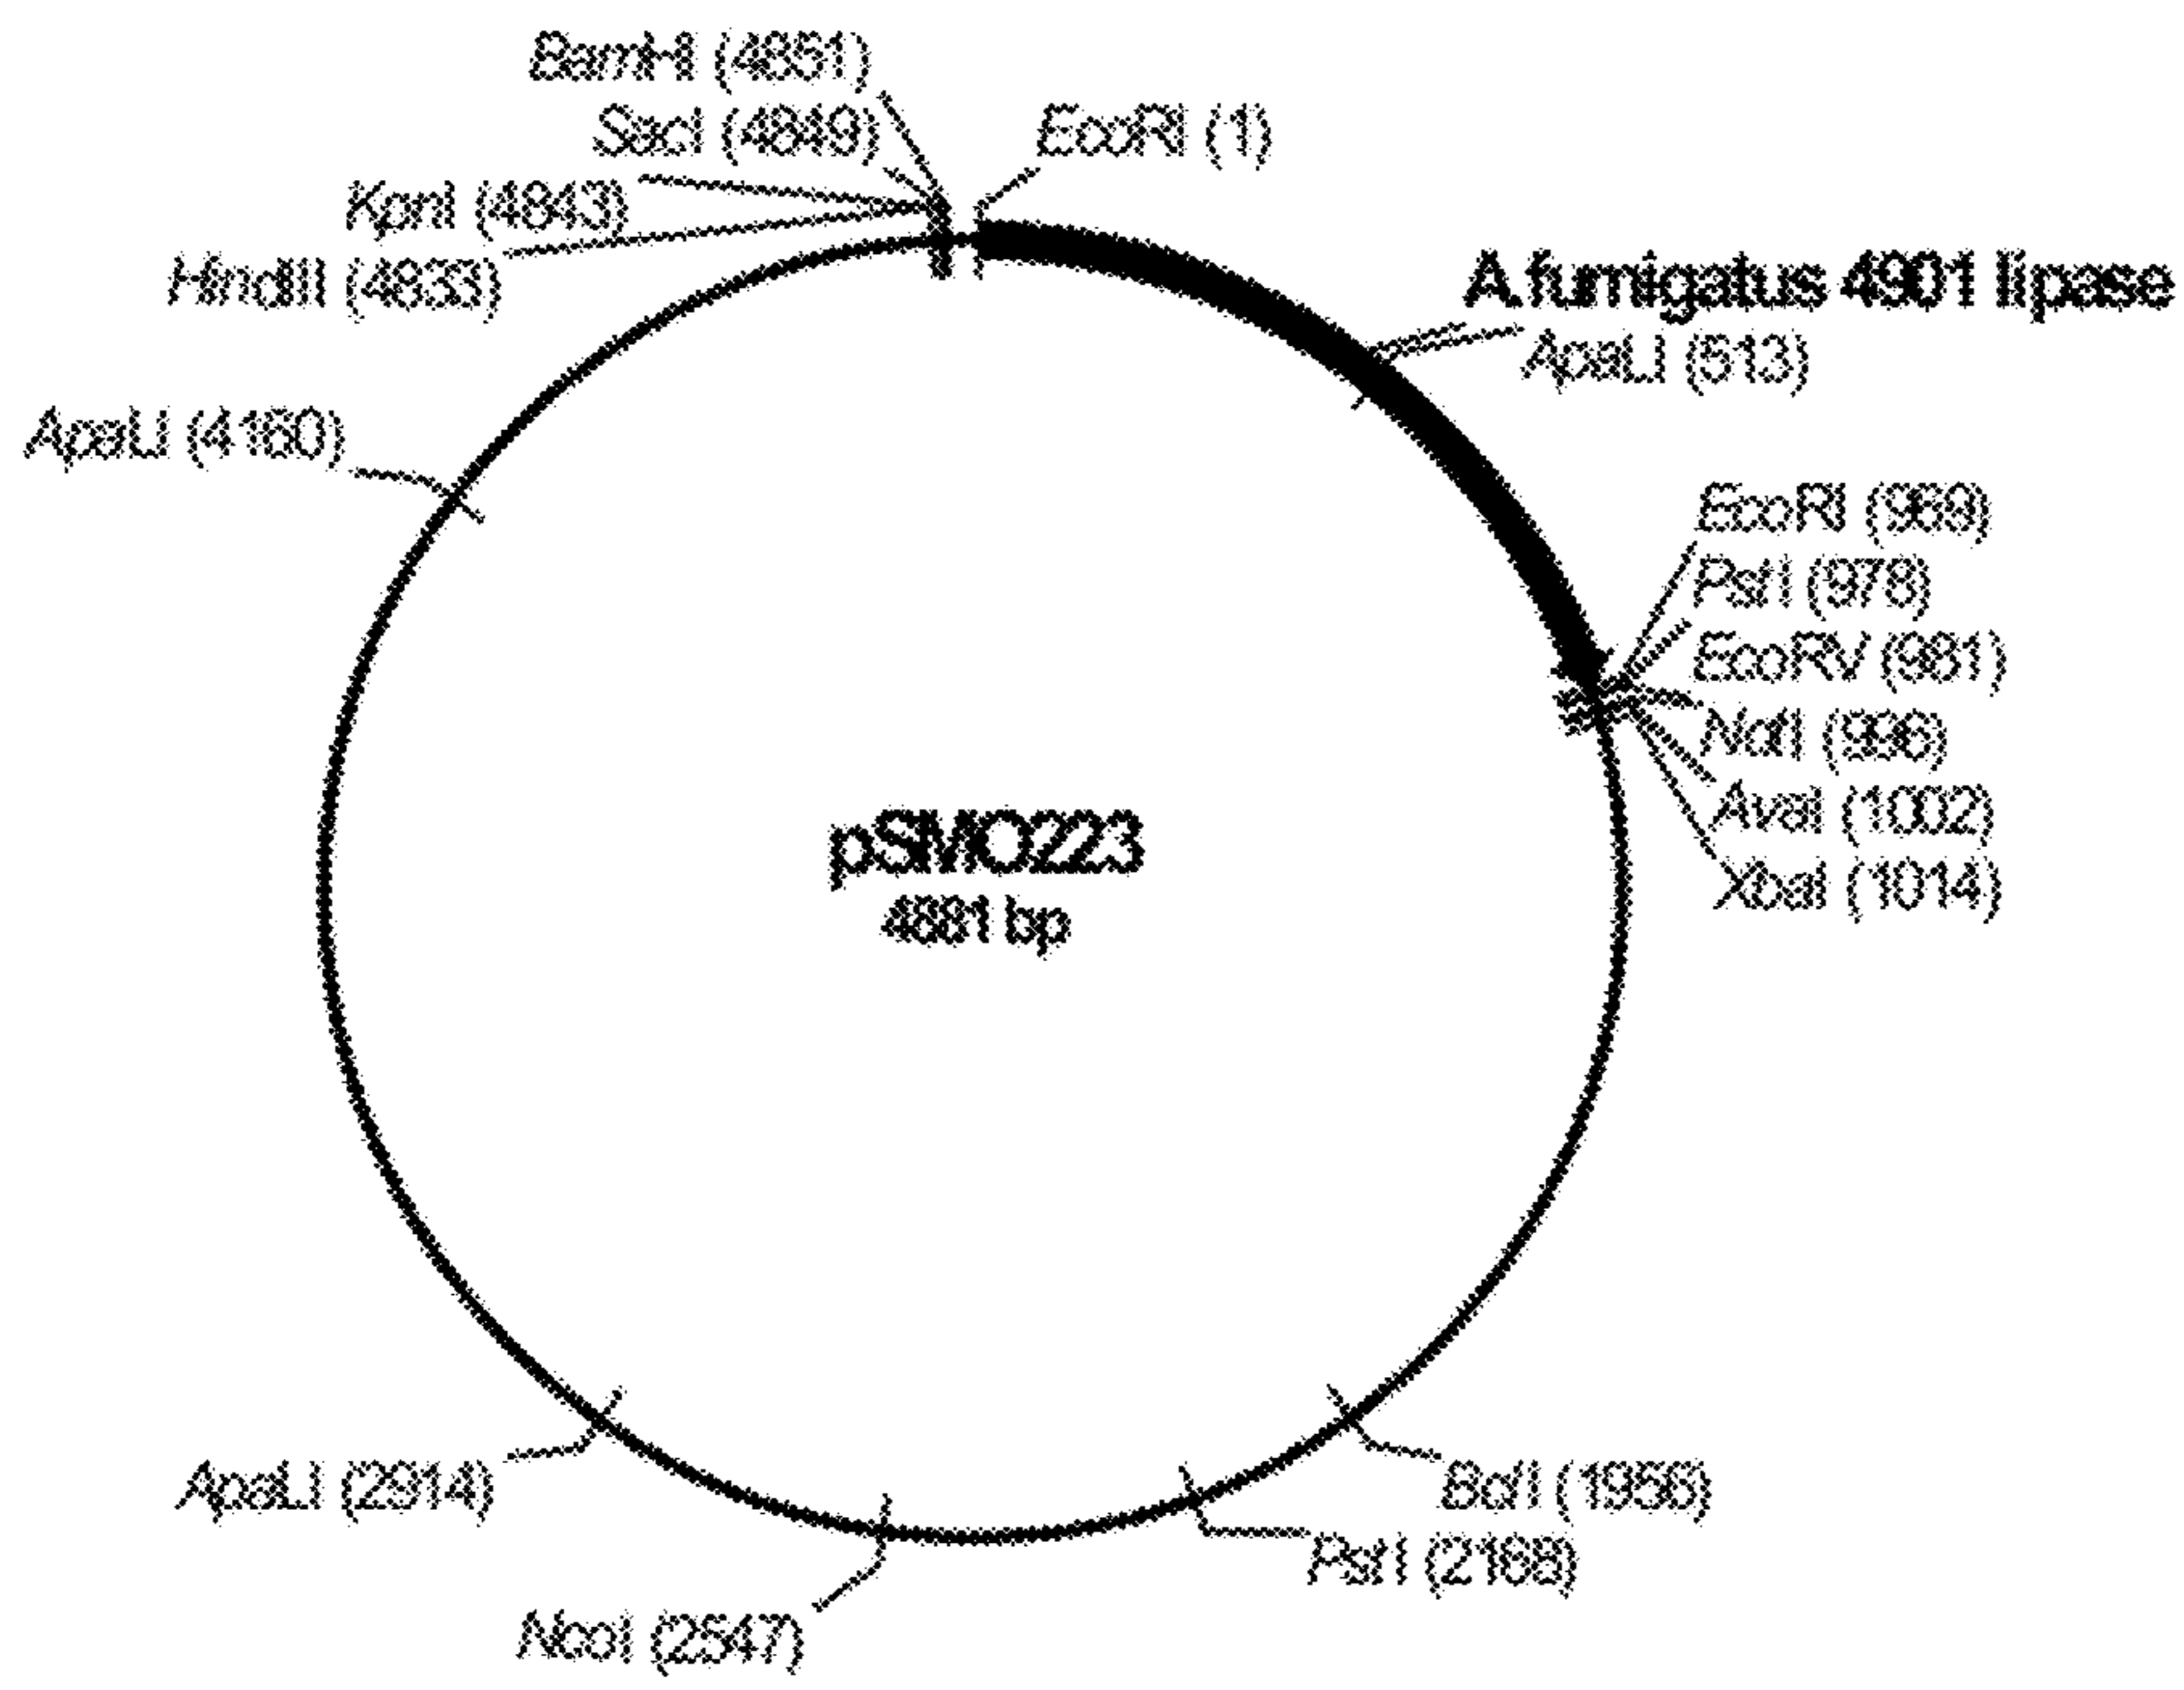 BamHI (4851)
SacI (4849)
EcoRI (1)
KpnI (4843)
HindIII (4833)
A fumigatus 4901 lipase
ApaLI (513)
ApaLI (4160)
EcoRI
PstI (978)
EcoRV (981)
NotI (996)
AvaI (1002)
XbaI (1014)
pSMO223
4881 bp
ApaLI (2914)
BclI (1956)
PstI
NcoI (2547)